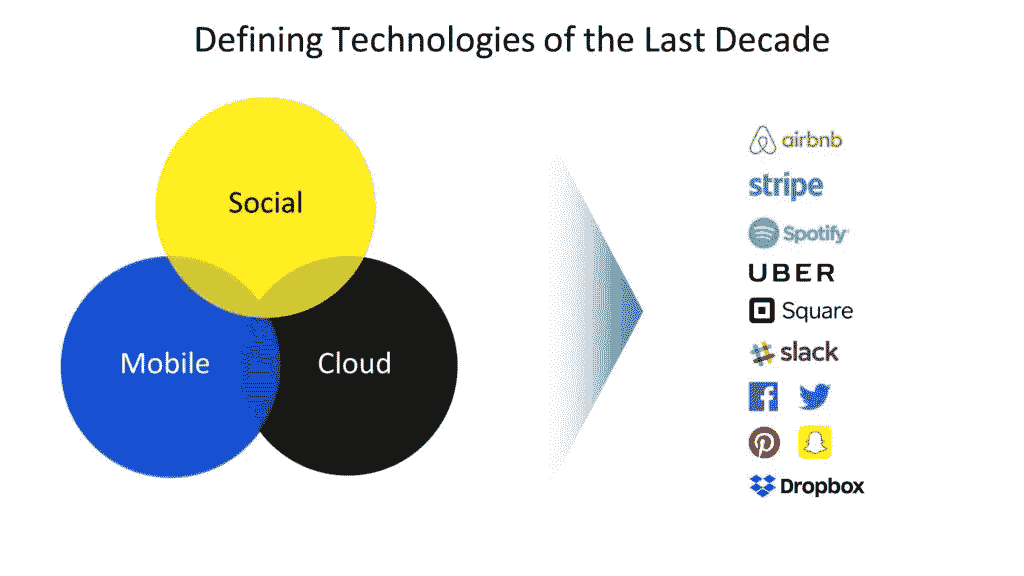 Defining Technologies of the Last Decade
Social
Mobile
Cloud
airbnb
stripe
Spotify
UBER
Square
slack
Dropbox